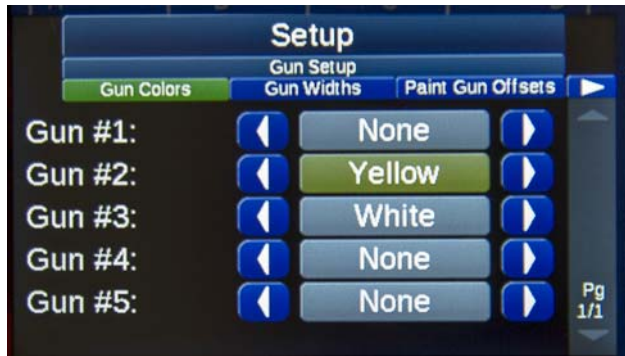 Setup
Gun Setup
Gun Colors Gun Widths Paint Gun Offsets
Gun #1: None
Gun #2: Yellow
Gun #3: White
Gun #4: None
Gun #5: None
Pg
1/1